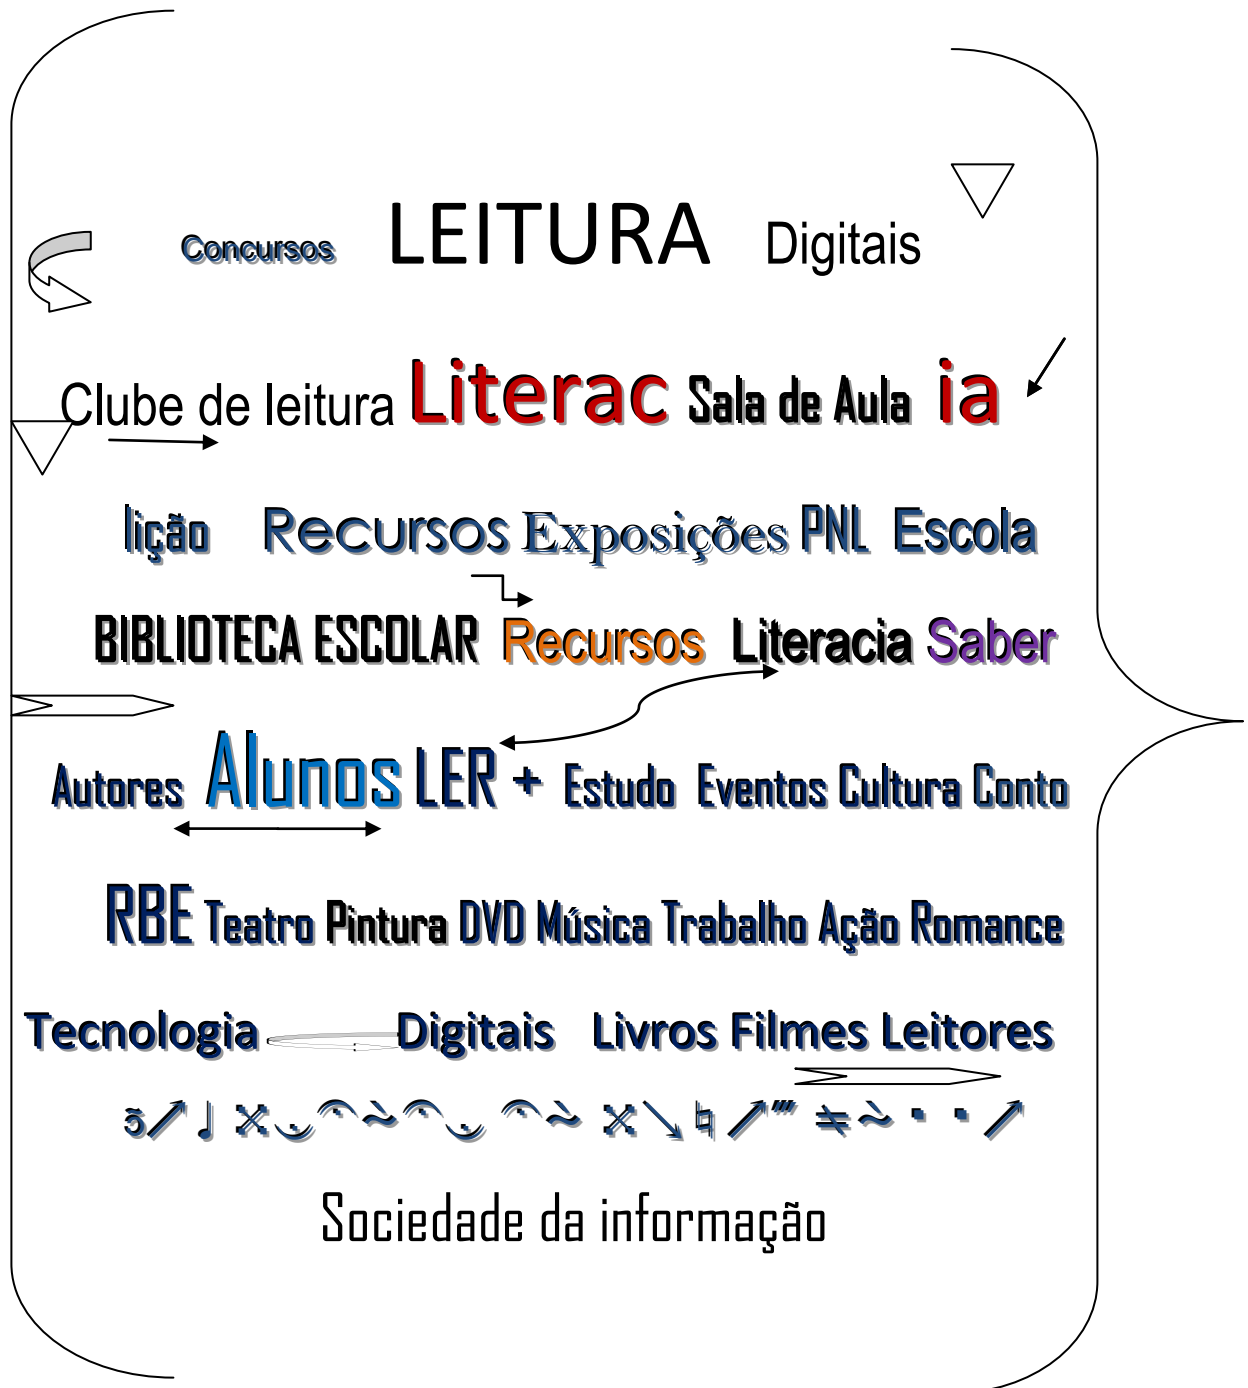 Concursos LEITURA Digitais
Clube de leitura Literac Sala de Aula ia
lição Recursos Exposições PNL Escola
BIBLIOTECA ESCOLAR Recursos Literacia Saber
Autores Alunos LER + Estudo Eventos Cultura Conto
RBE Teatro Pintura DVD Música Trabalho Ação Romance
Tecnologia Digitais Livros Filmes Leitores
Sociedade da informação